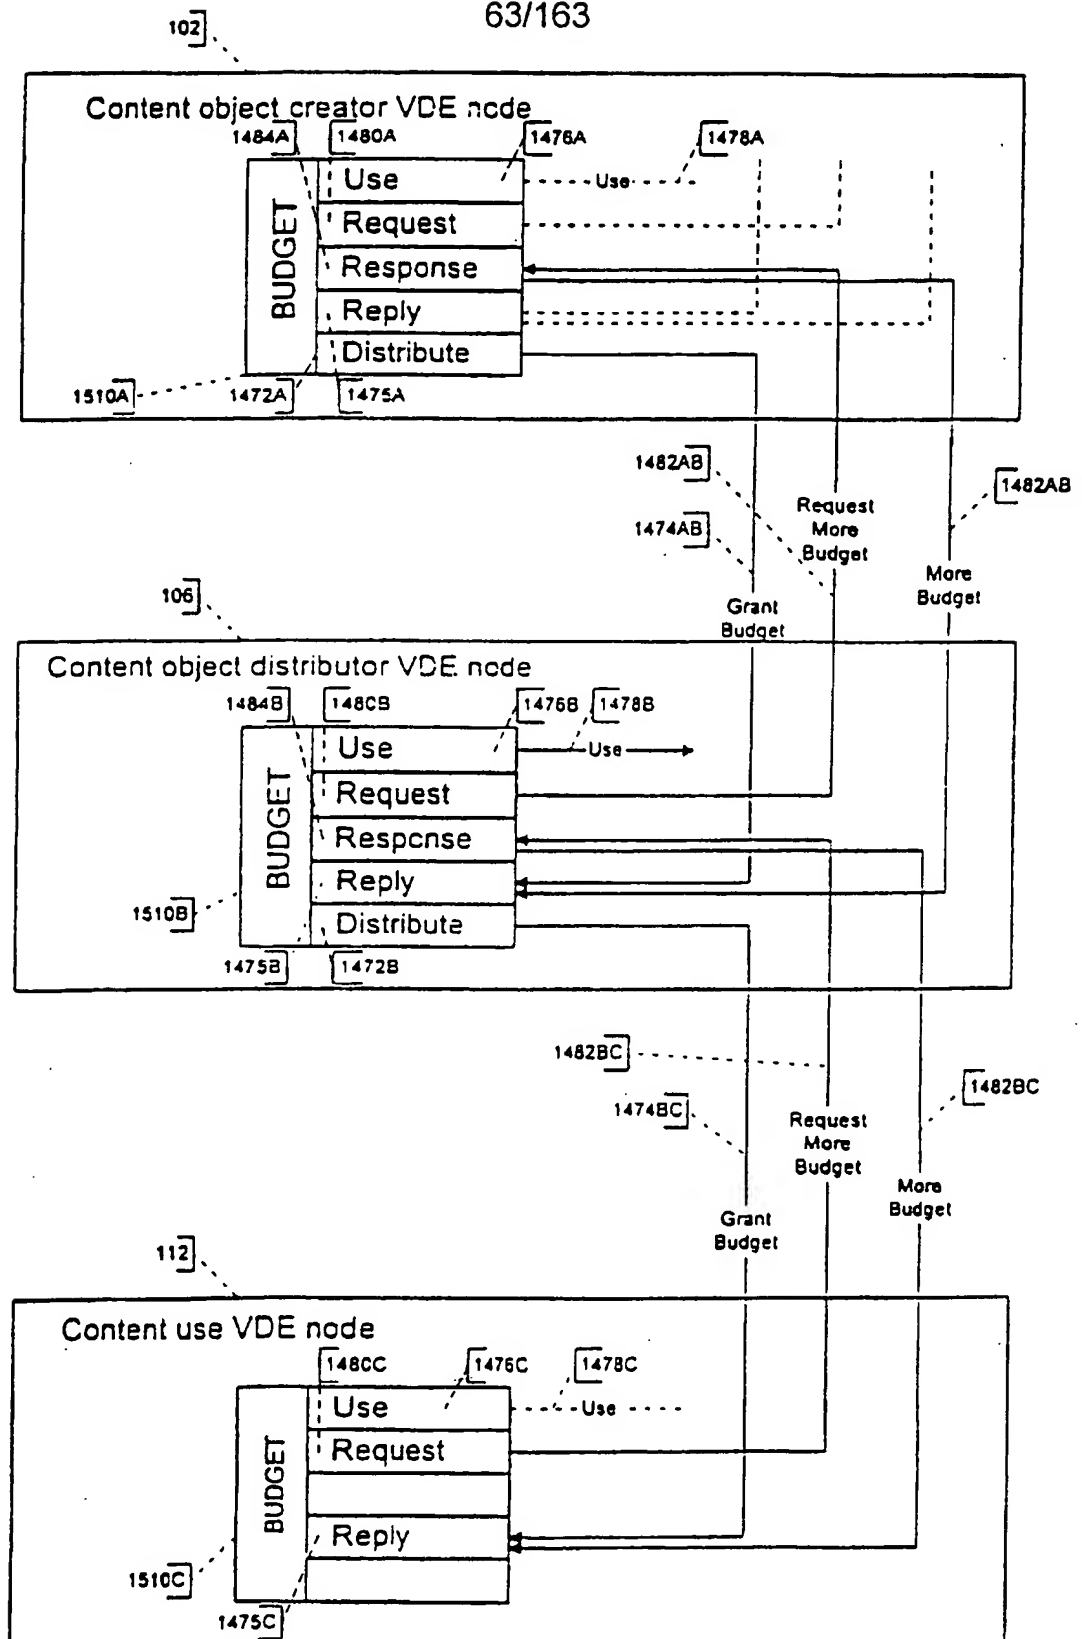 63/163
102
Content object creator VDE node
1484A
1480A
1476A
1478A
BUDGET
Use
Use
Request
Response
Reply
Distribute
1510A
1472A
1475A
1482AB
1482AB
1474AB
Request
More
Budget
More
Budget
Grant
Budget
106
Content object distributor VDE node
1484B
1480B
1476B
1478B
BUDGET
Use
Use
Request
Response
Reply
Distribute
1510B
1475B
1472B
1482BC
1482BC
1474BC
Request
More
Budget
More
Budget
Grant
Budget
112
Content use VDE node
1480C
1476C
1478C
BUDGET
Use
Use
Request
Reply
1510C
1475C